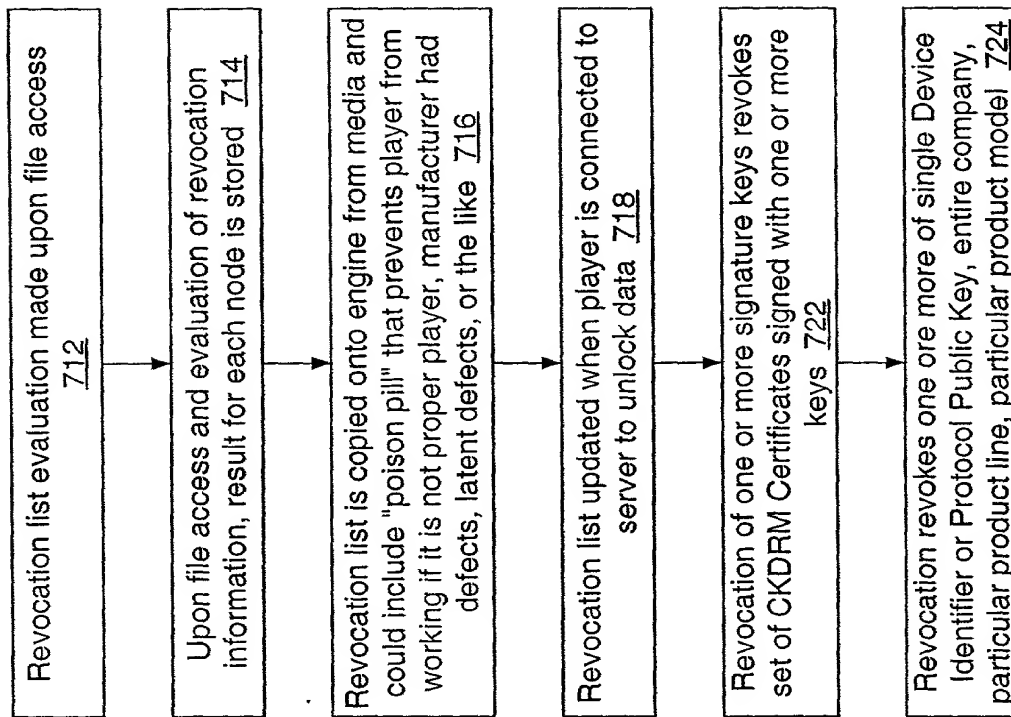 Revocation list evaluation made upon file access
712
Upon file access and evaluation of revocation
information, result for each node is stored 714
Revocation list is copied onto engine from media and
could include "poison pill" that prevents player from
working if it is not proper player, manufacturer had
defects, latent defects, or the like 716
Revocation list updated when player is connected to
server to unlock data 718
Revocation of one or more signature keys revokes
set of CKDRM Certificates signed with one or more
keys 722
Revocation revokes one ore more of single Device
Identifier or Protocol Public Key, entire company,
particular product line, particular product model 724